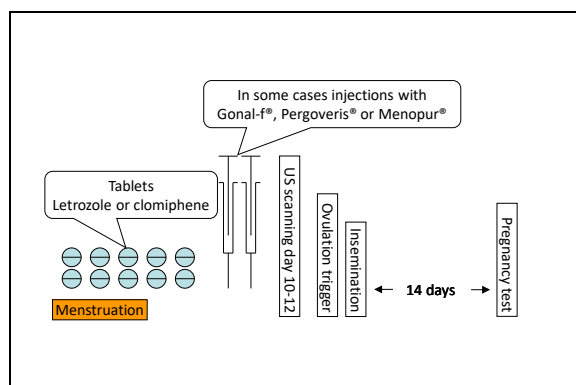 In some cases injections with
Gonal-f®, Pergoveris® or Menopur®
Tablets
Letrozole or clomiphene
Menstruation
US scanning day 10-12
Ovulation trigger
Insemination
14 days
Pregnancy test